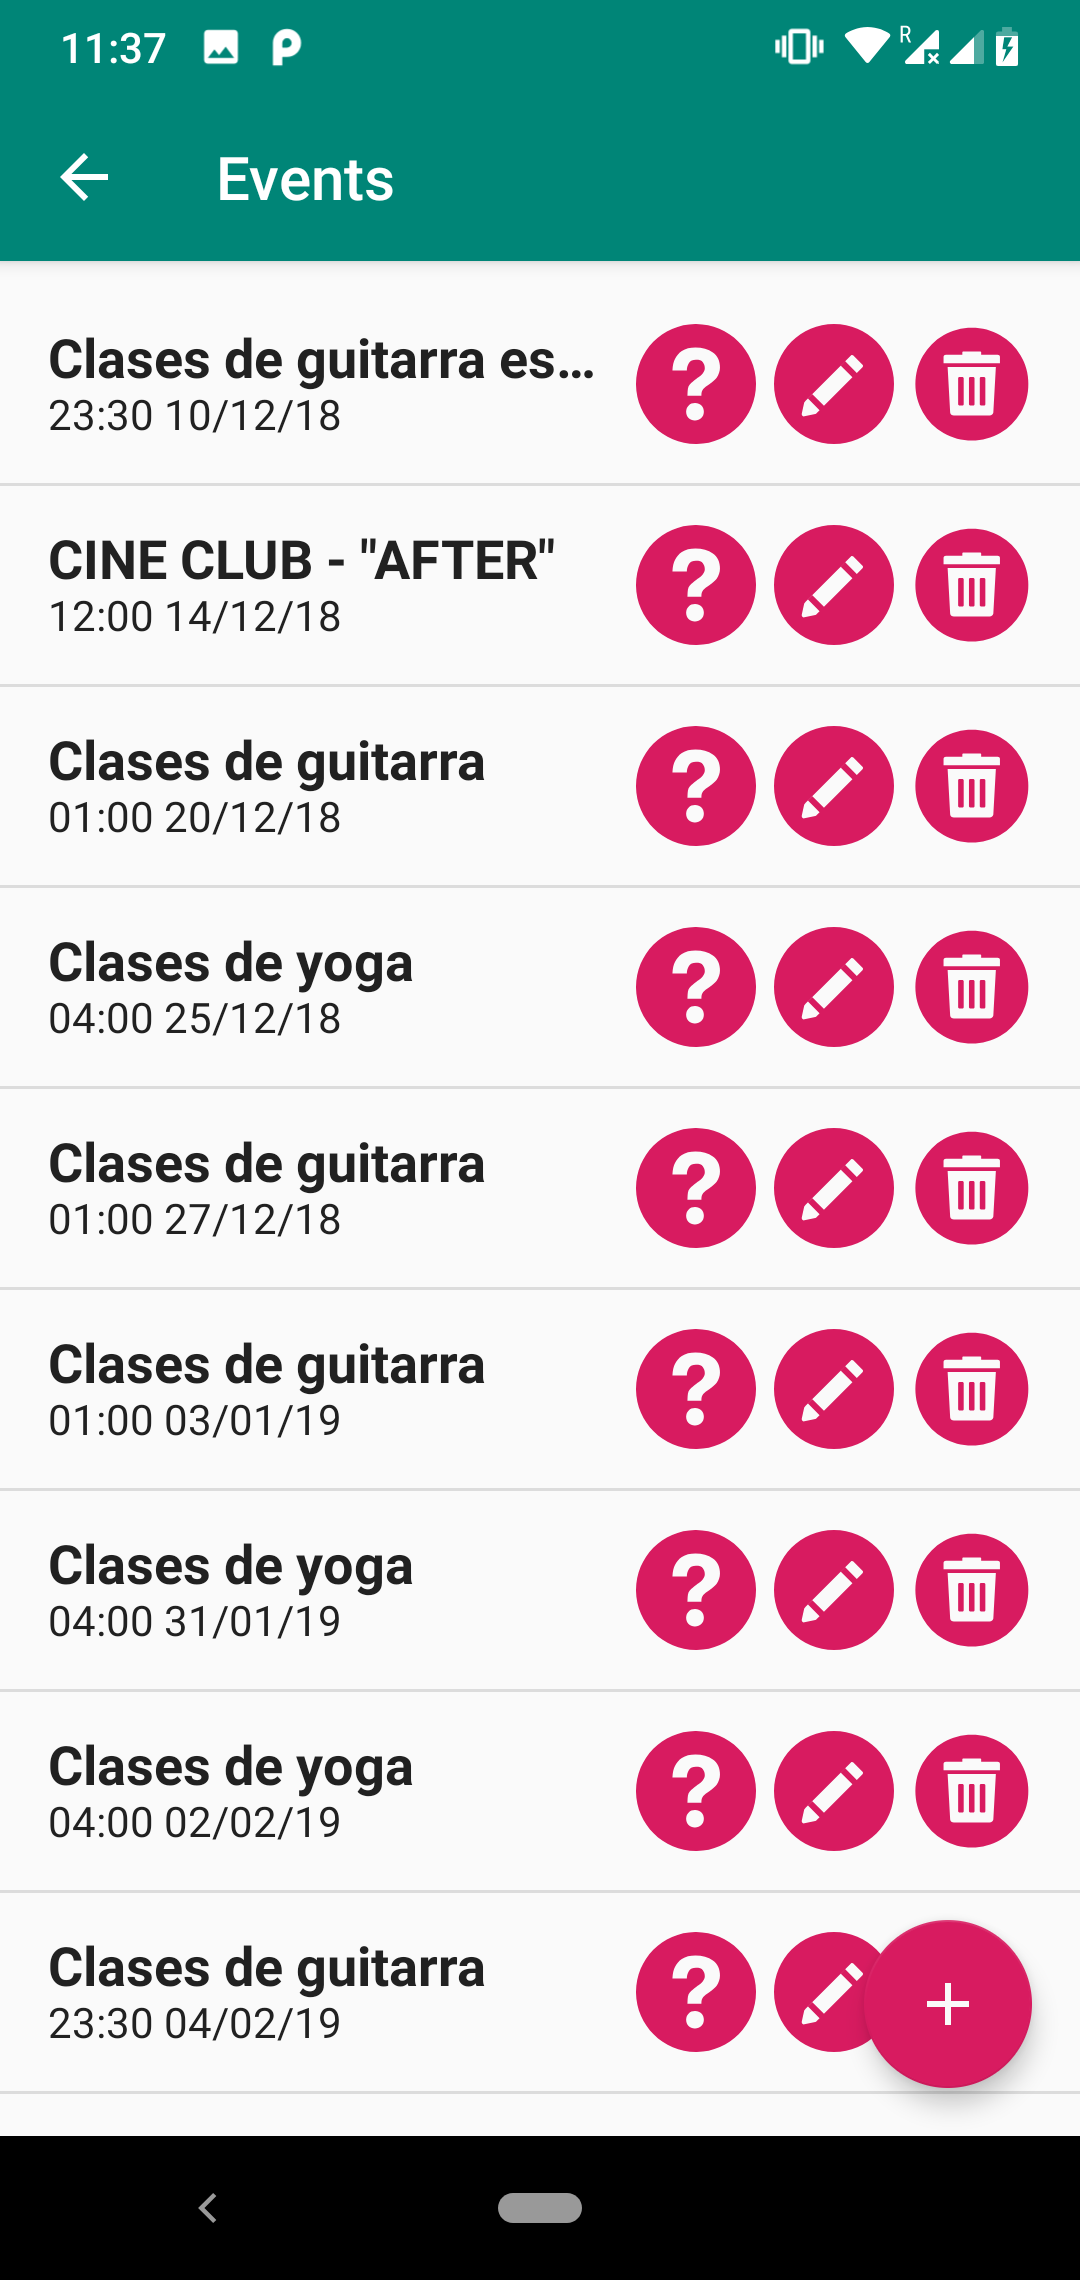 11:37
R
Events
Clases de guitarra es...
23:30 10/12/18
CINE CLUB - "AFTER"
12:00 14/12/18
Clases de guitarra
01:00 20/12/18
Clases de yoga
04:00 25/12/18
Clases de guitarra
01:00 27/12/18
Clases de guitarra
01:00 03/01/19
Clases de yoga
04:00 31/01/19
Clases de yoga
04:00 02/02/19
Clases de guitarra
23:30 04/02/19